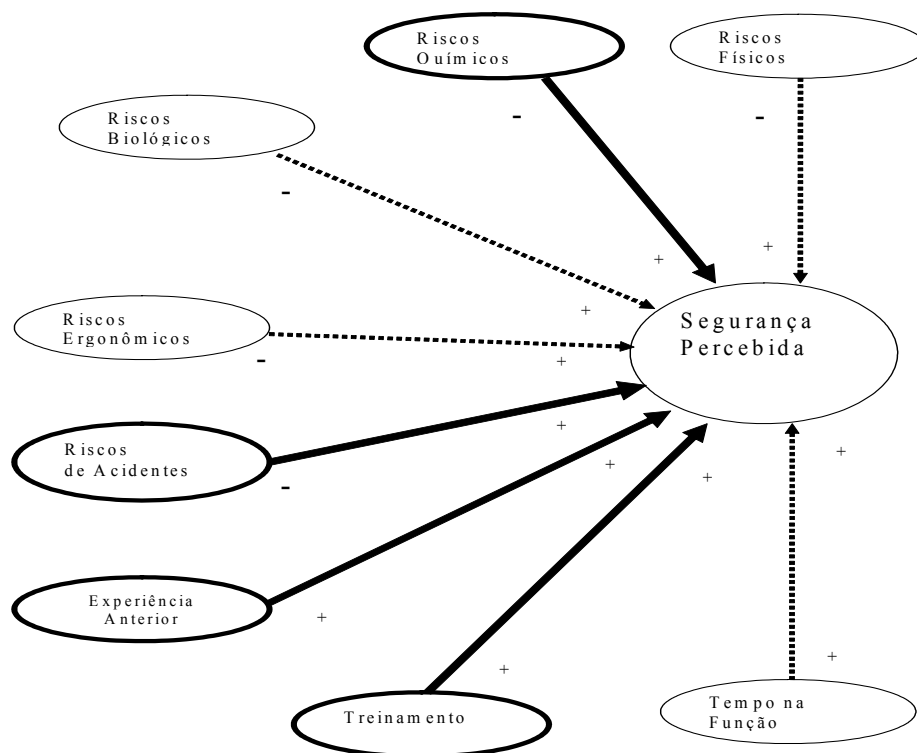 Riscos
Ouímicos
Riscos
Físicos
-
-
Riscos
Biológicos
-
+
+
+
Riscos
Ergonômicos
-
Segurança
Percebida
+
+
Riscos
de Acidentes
-
+
+
+
Experiência
Anterior
+
+
+
Treinamento
Tempo na
Função